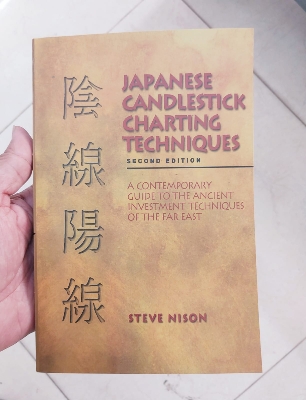 陰線陽線
JAPANESE
CANDLESTICK
CHARTING
TECHNIQUES
SECOND EDITION
A CONTEMPORARY
GUIDE TO THE ANCIENT
INVESTMENT TECHNIQUES
OF THE FAR EAST
STEVE NISON